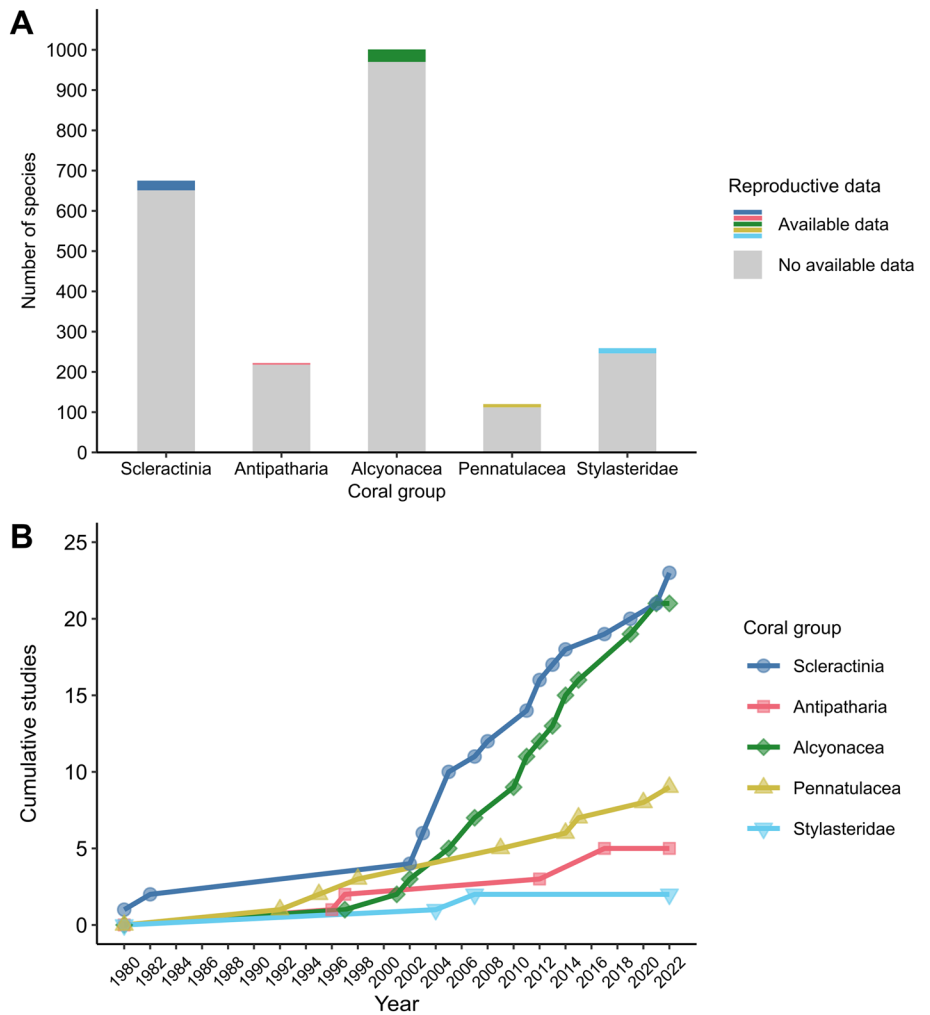 A
1000
900
800
700
600
500
400
300
200
100
0
Number of species
Scleractinia Antipatharia Alcyonacea Pennatulacea Stylasteridae
Coral group
Reproductive data
Available data
No available data
B
25
20
15
10
5
0
Cumulative studies
1980 1982 1984 1986 1988 1990 1992 1994 1996 1998 2000 2002 2004 2006 2008 2010 2012 2014 2016 2018 2020 2022
Year
Coral group
Scleractinia
Antipatharia
Alcyonacea
Pennatulacea
Stylasteridae